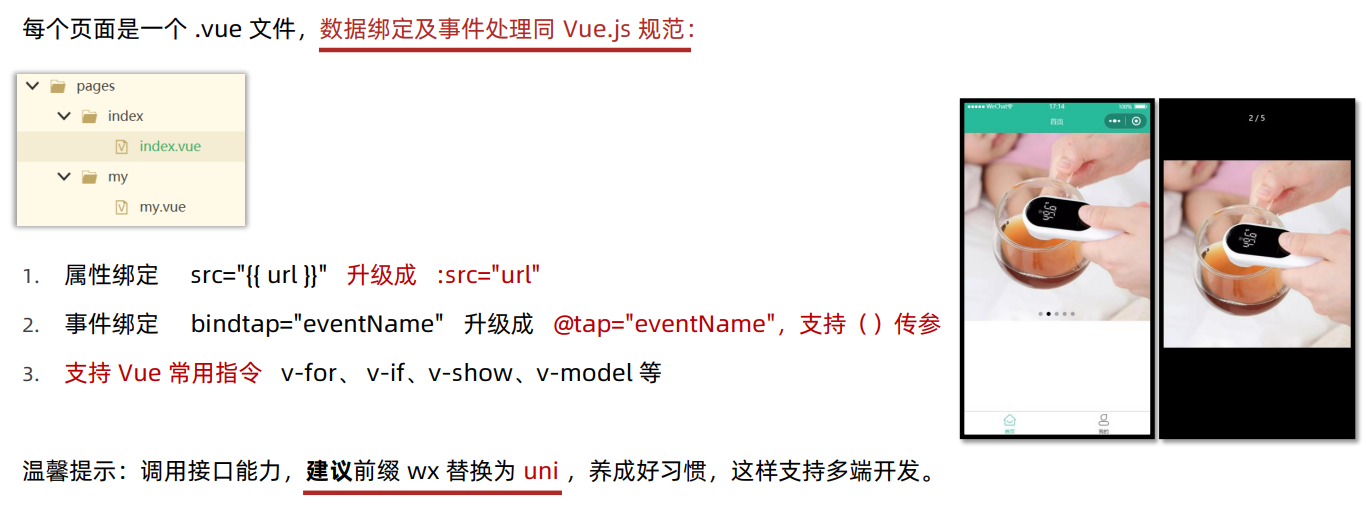 每个页面是一个 .vue 文件，数据绑定及事件处理同 Vue.js 规范：
pages
index
index.vue
my
my.vue
WeChat 17:14 100%
首页
2 / 5
1. 属性绑定 src="{{ url }}" 升级成 :src="url"
2. 事件绑定 bindtap="eventName" 升级成 @tap="eventName"，支持（ ）传参
3. 支持 Vue 常用指令 v-for、 v-if、v-show、v-model 等
首页 我的
温馨提示：调用接口能力，建议前缀 wx 替换为 uni ，养成好习惯，这样支持多端开发。